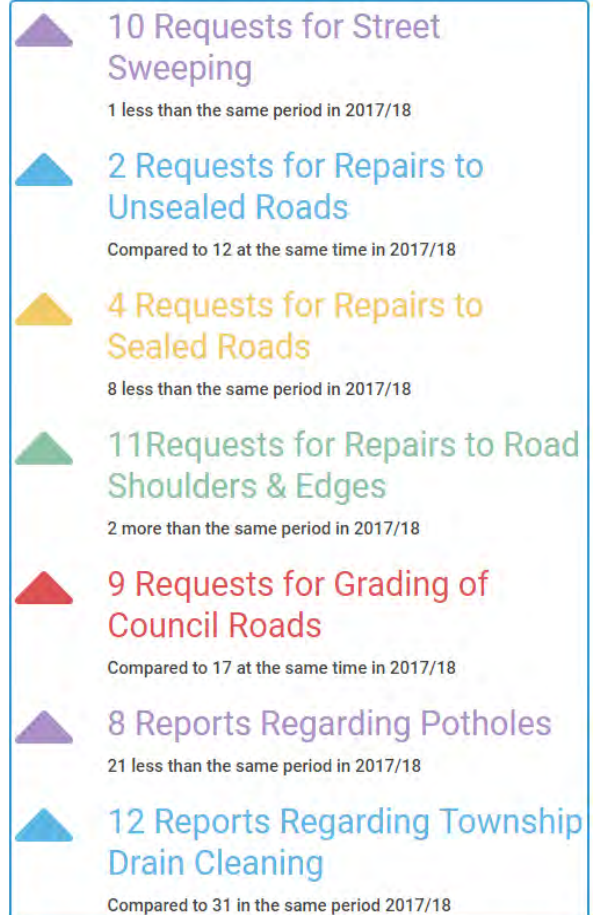 10 Requests for Street
Sweeping
1 less than the same period in 2017/18
2 Requests for Repairs to
Unsealed Roads
Compared to 12 at the same time in 2017/18
4 Requests for Repairs to
Sealed Roads
8 less than the same period in 2017/18
11Requests for Repairs to Road
Shoulders & Edges
2 more than the same period in 2017/18
9 Requests for Grading of
Council Roads
Compared to 17 at the same time in 2017/18
8 Reports Regarding Potholes
21 less than the same period in 2017/18
12 Reports Regarding Township
Drain Cleaning
Compared to 31 in the same period 2017/18